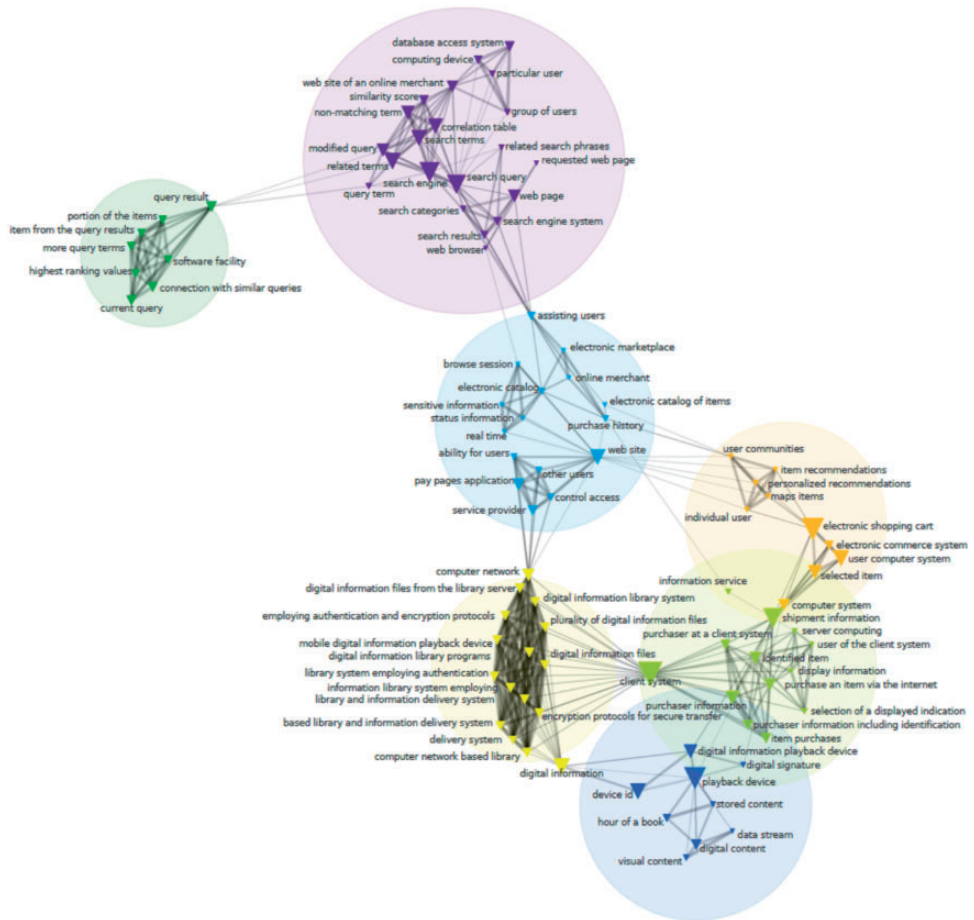 database access system
computing device
particular user
web site of an online merchant
similarity score
non-matching term
group of users
correlation table
search terms
modified query
related search phrases
related terms
requested web page
search engine
search query
query term
web page
search categories
search engine system
search results
web browser
query result
portion of the items
item from the query results
more query terms
software facility
highest ranking values
connection with similar queries
current query
assisting users
electronic marketplace
browse session
online merchant
electronic catalog
electronic catalog of items
sensitive information
status information
purchase history
real time
ability for users
web site
other users
pay pages application
control access
service provider
user communities
item recommendations
personalized recommendations
maps items
individual user
electronic shopping cart
electronic commerce system
user computer system
selected item
computer network
digital information files from the library server
digital information library system
employing authentication and encryption protocols
plurality of digital information files
mobile digital information playback device
digital information library programs
digital information files
library system employing authentication
information library system employing
library and information delivery system
encryption protocols for secure transfer
based library and information delivery system
delivery system
computer network based library
digital information
information service
computer system
shipment information
server computing
purchaser at a client system
user of the client system
identified item
display information
client system
purchase an item via the internet
purchaser information
selection of a displayed indication
purchaser information including identification
item purchases
digital information playback device
digital signature
playback device
device id
stored content
hour of a book
data stream
digital content
visual content